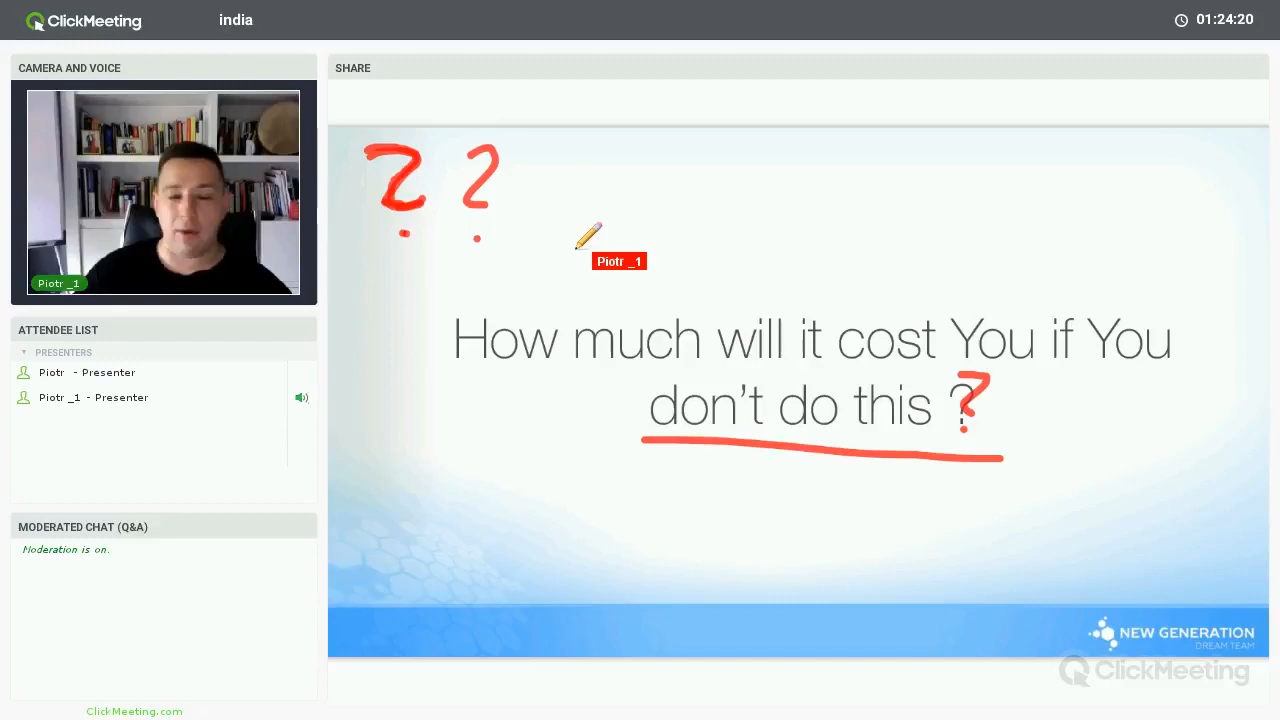 ClickMeeting
india
01:24:20
CAMERA AND VOICE
Piotr _1
ATTENDEE LIST
PRESENTERS
Piotr - Presenter
Piotr _1 - Presenter
MODERATED CHAT (Q&A)
Moderation is on.
ClickMeeting.com
SHARE
? ?
Piotr _1
How much will it cost You if You
don't do this ?
?
NEW GENERATION
DREAM TEAM
ClickMeeting